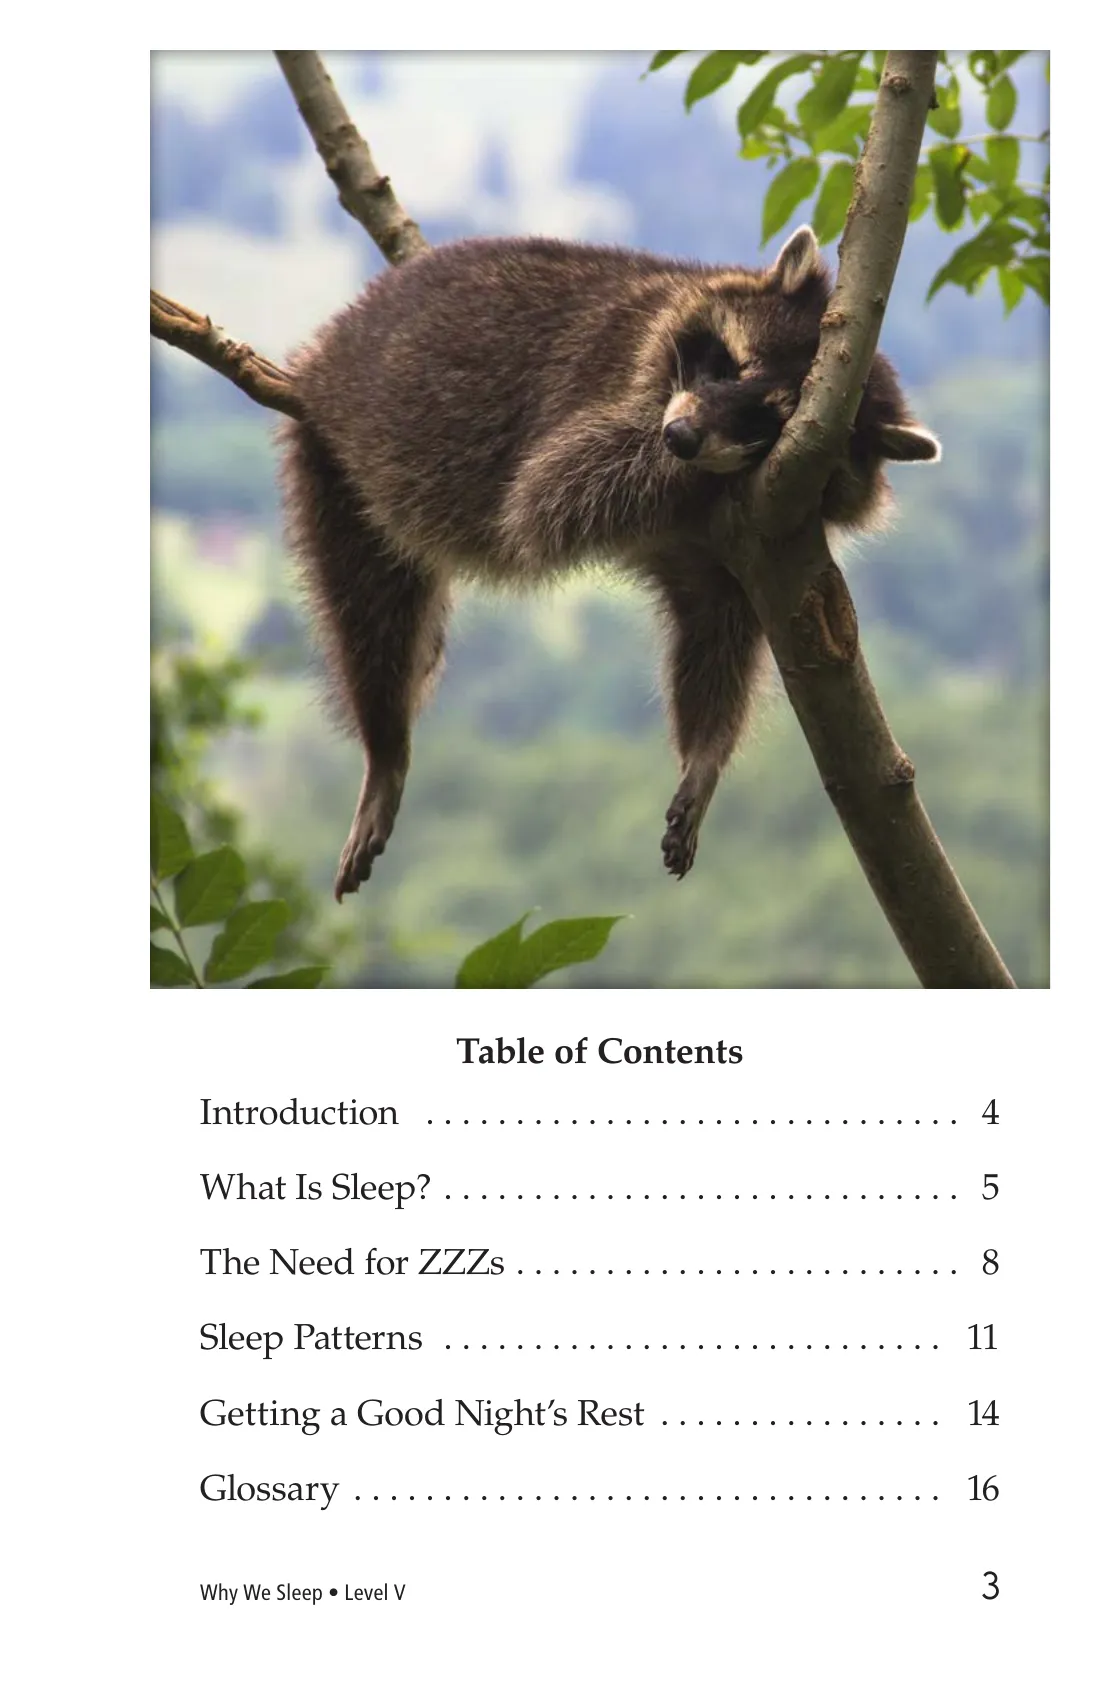 Table of Contents
Introduction . . . . . . . . . . . . . . . . . . . . . . . . . . . . . . 4
What Is Sleep? . . . . . . . . . . . . . . . . . . . . . . . . . . . . . 5
The Need for ZZZs . . . . . . . . . . . . . . . . . . . . . . . . . 8
Sleep Patterns . . . . . . . . . . . . . . . . . . . . . . . . . . . . 11
Getting a Good Night’s Rest . . . . . . . . . . . . . . . . 14
Glossary . . . . . . . . . . . . . . . . . . . . . . . . . . . . . . . . . 16
Why We Sleep • Level V 3